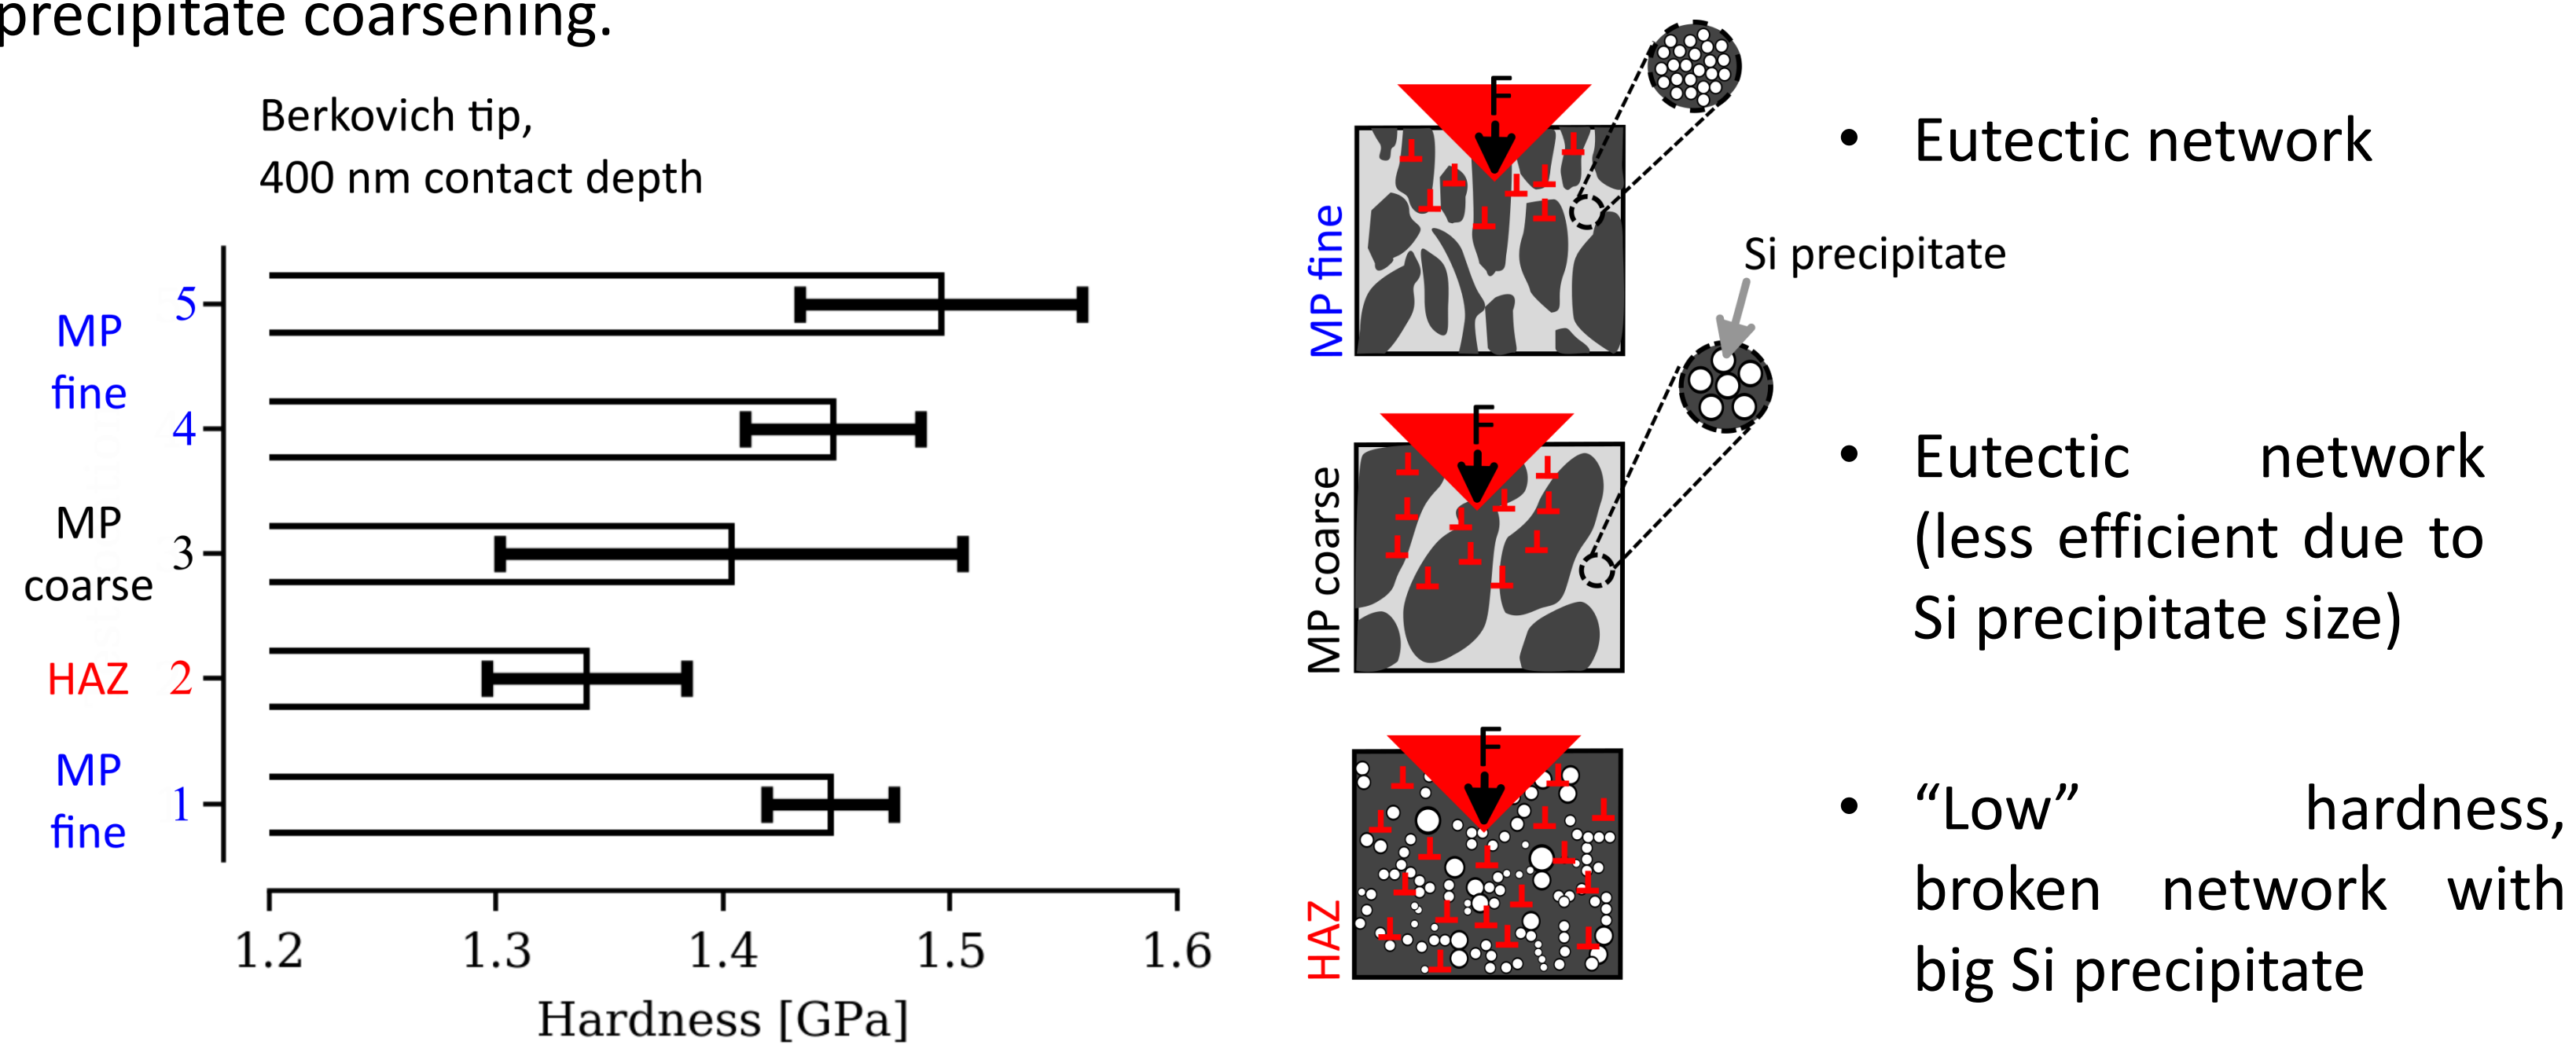 precipitate coarsening.
Berkovich tip,
400 nm contact depth
MP
fine
5
4
MP
coarse
3
HAZ 2
MP
fine
1
1.2 1.3 1.4 1.5 1.6
Hardness [GPa]
F
MP fine
Si precipitate
F
MP coarse
F
HAZ
• Eutectic network
• Eutectic network
(less efficient due to
Si precipitate size)
• “Low” hardness,
broken network with
big Si precipitate